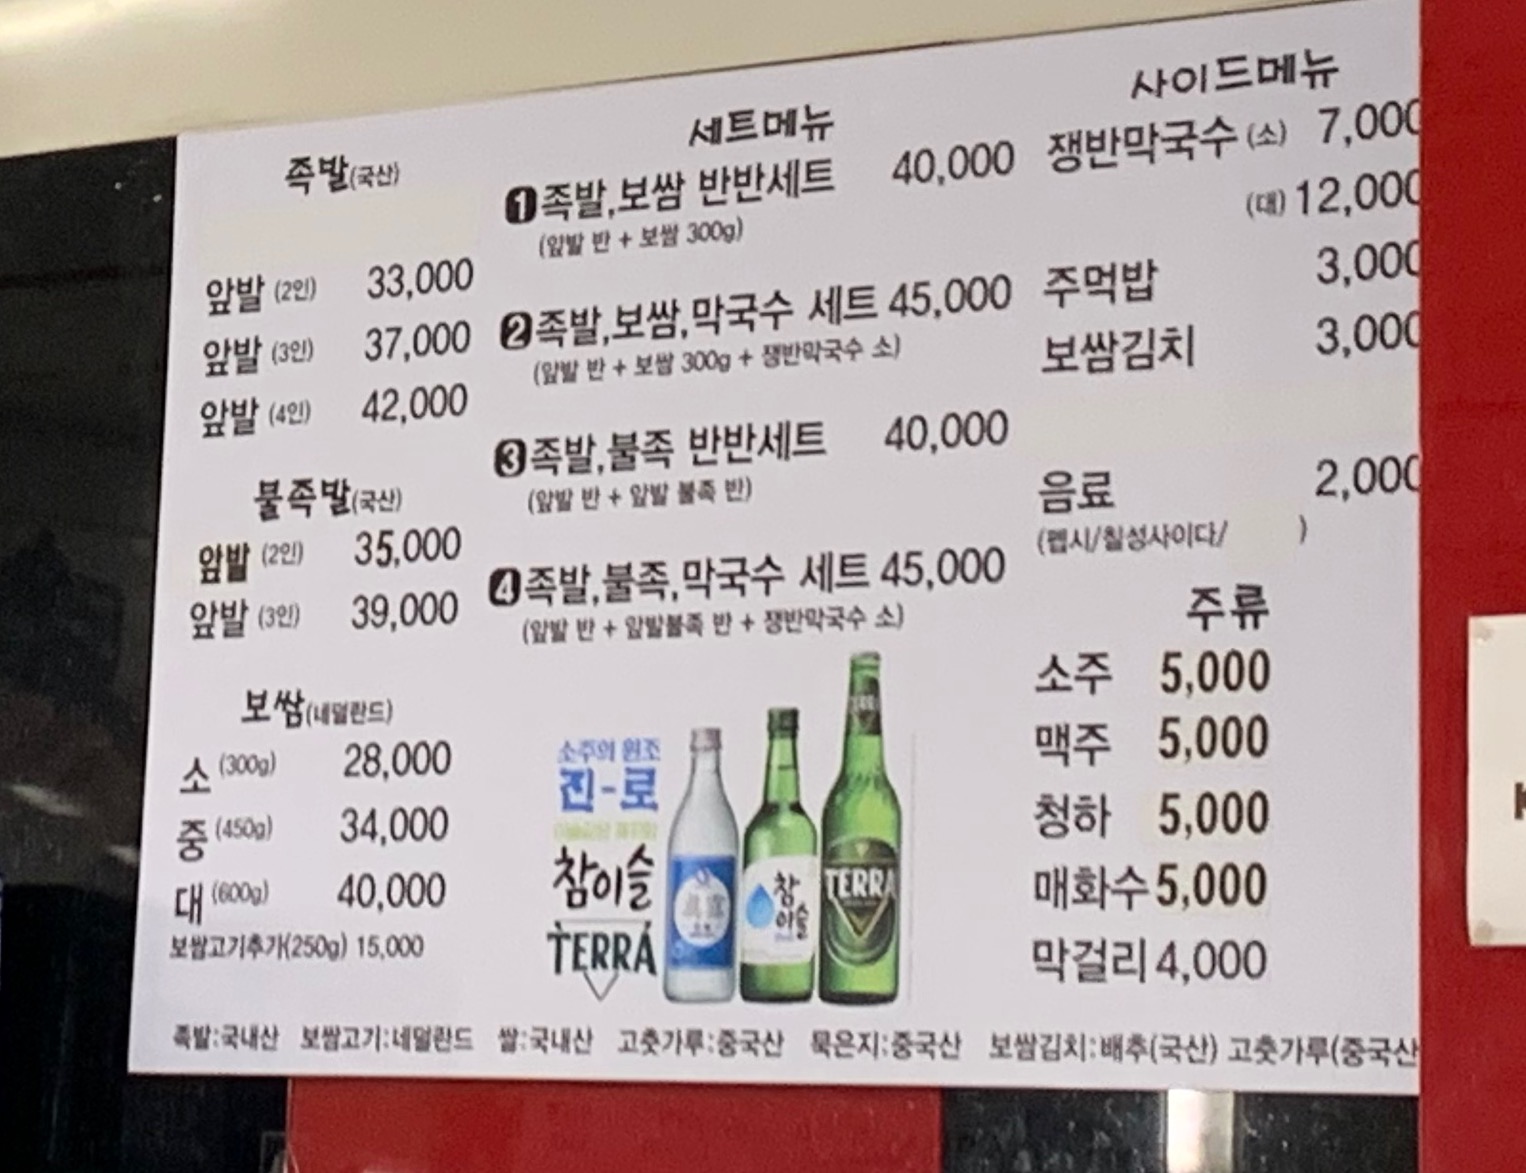 족발(국산)
앞발 (2인) 33,000
앞발 (3인) 37,000
앞발 (4인) 42,000
불족발(국산)
앞발 (2인) 35,000
앞발 (3인) 39,000
보쌈(네덜란드)
소 (300g) 28,000
중 (450g) 34,000
대 (600g) 40,000
보쌈고기추가(250g) 15,000
세트메뉴
1 족발,보쌈 반반세트 40,000
(앞발 반 + 보쌈 300g)
2 족발,보쌈,막국수 세트 45,000
(앞발 반 + 보쌈 300g + 쟁반막국수 소)
3 족발,불족 반반세트 40,000
(앞발 반 + 앞발 불족 반)
4 족발,불족,막국수 세트 45,000
(앞발 반 + 앞발불족 반 + 쟁반막국수 소)
소주의 원조
진-로
참이슬
TERRA
참
이슬
TERRA
사이드메뉴
쟁반막국수 (소) 7,000
(대) 12,000
주먹밥 3,000
보쌈김치 3,000
음료 2,000
(펩시/칠성사이다/ )
주류
소주 5,000
맥주 5,000
청하 5,000
매화수 5,000
막걸리 4,000
족발:국내산 보쌈고기:네덜란드 쌀:국내산 고춧가루:중국산 묵은지:중국산 보쌈김치:배추(국산) 고춧가루(중국산